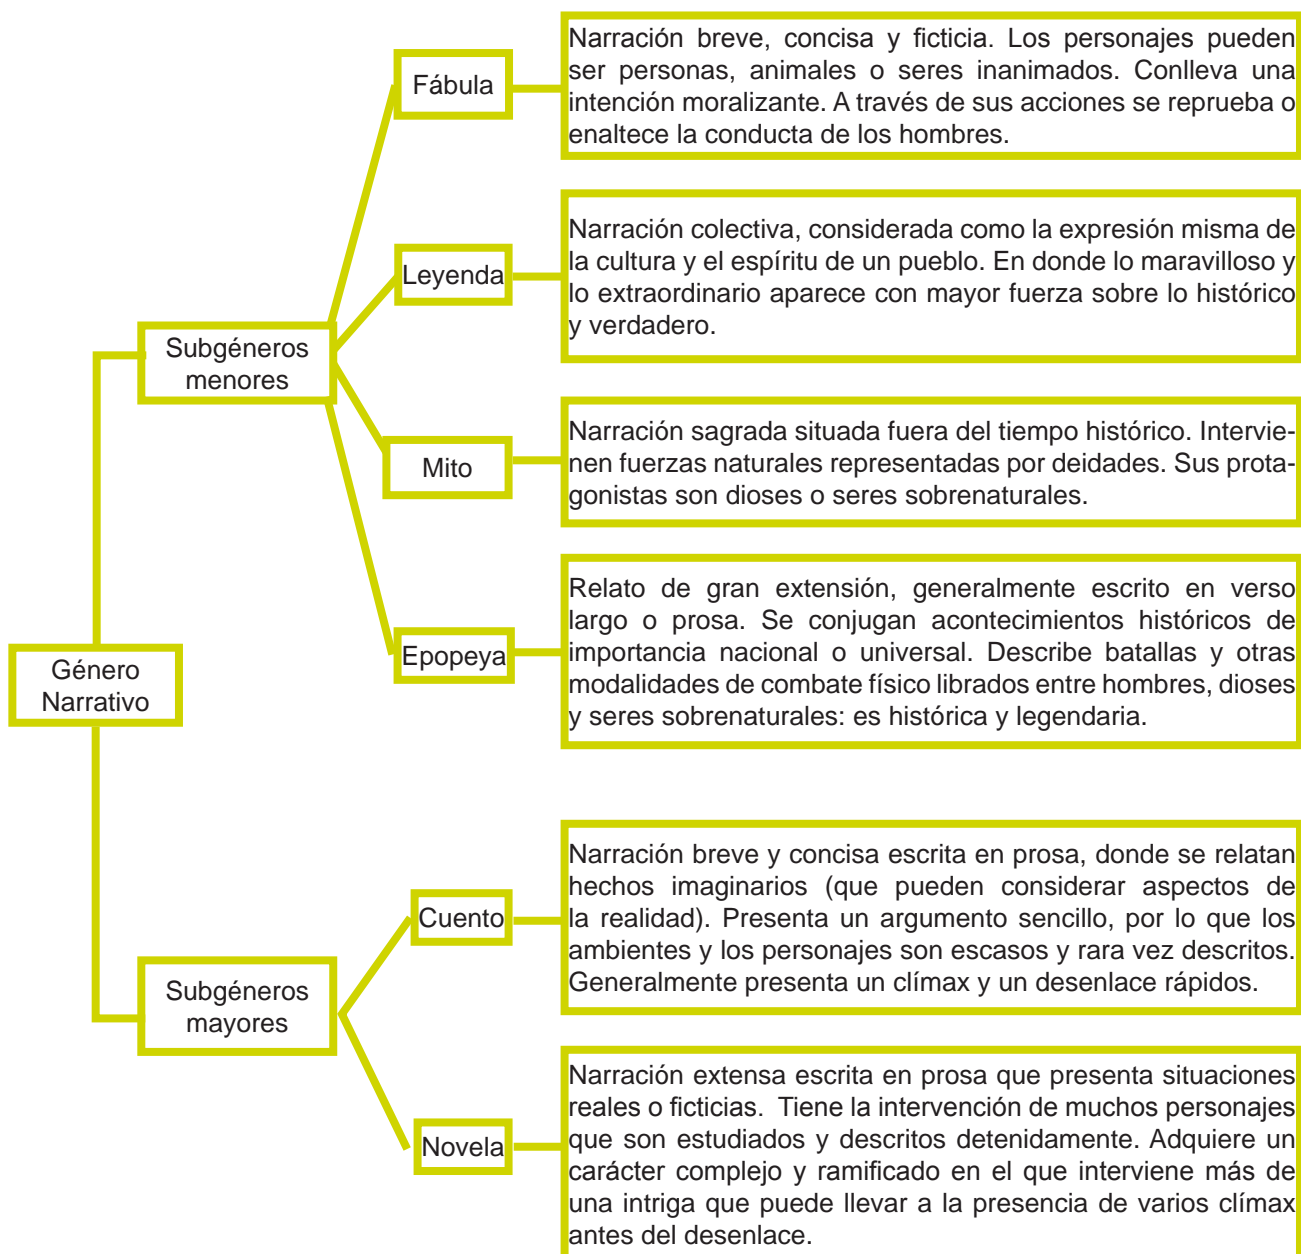 Género
Narrativo
Subgéneros
menores
Fábula
Narración breve, concisa y ficticia. Los personajes pueden
ser personas, animales o seres inanimados. Conlleva una
intención moralizante. A través de sus acciones se reprueba o
enaltece la conducta de los hombres.
Leyenda
Narración colectiva, considerada como la expresión misma de
la cultura y el espíritu de un pueblo. En donde lo maravilloso y
lo extraordinario aparece con mayor fuerza sobre lo histórico
y verdadero.
Mito
Narración sagrada situada fuera del tiempo histórico. Intervie-
nen fuerzas naturales representadas por deidades. Sus prota-
gonistas son dioses o seres sobrenaturales.
Epopeya
Relato de gran extensión, generalmente escrito en verso
largo o prosa. Se conjugan acontecimientos históricos de
importancia nacional o universal. Describe batallas y otras
modalidades de combate físico librados entre hombres, dioses
y seres sobrenaturales: es histórica y legendaria.
Subgéneros
mayores
Cuento
Narración breve y concisa escrita en prosa, donde se relatan
hechos imaginarios (que pueden considerar aspectos de
la realidad). Presenta un argumento sencillo, por lo que los
ambientes y los personajes son escasos y rara vez descritos.
Generalmente presenta un clímax y un desenlace rápidos.
Novela
Narración extensa escrita en prosa que presenta situaciones
reales o ficticias. Tiene la intervención de muchos personajes
que son estudiados y descritos detenidamente. Adquiere un
carácter complejo y ramificado en el que interviene más de
una intriga que puede llevar a la presencia de varios clímax
antes del desenlace.